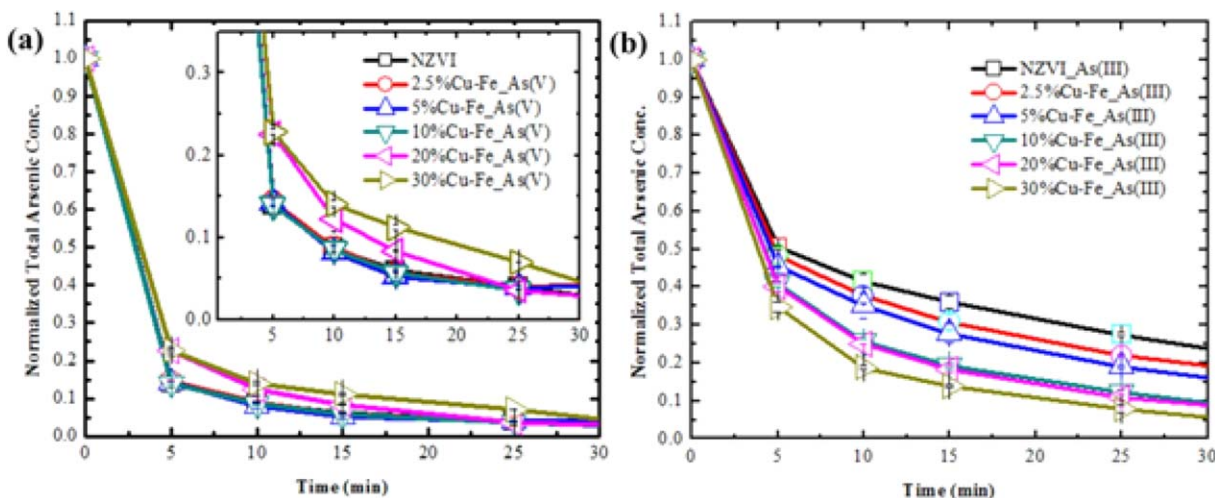 (a)
Normalized Total Arsenic Conc.
1.1
1.0
0.9
0.8
0.7
0.6
0.5
0.4
0.3
0.2
0.1
0.0
0 5 10 15 20 25 30
Time (min)
0.3
0.2
0.1
0.0
5 10 15 20 25 30
NZVI
2.5%Cu-Fe_As(V)
5%Cu-Fe_As(V)
10%Cu-Fe_As(V)
20%Cu-Fe_As(V)
30%Cu-Fe_As(V)
(b)
Normalized Total Arsenic Conc.
1.1
1.0
0.9
0.8
0.7
0.6
0.5
0.4
0.3
0.2
0.1
0.0
0 5 10 15 20 25 30
Time (min)
NZVI_As(III)
2.5%Cu-Fe_As(III)
5%Cu-Fe_As(III)
10%Cu-Fe_As(III)
20%Cu-Fe_As(III)
30%Cu-Fe_As(III)